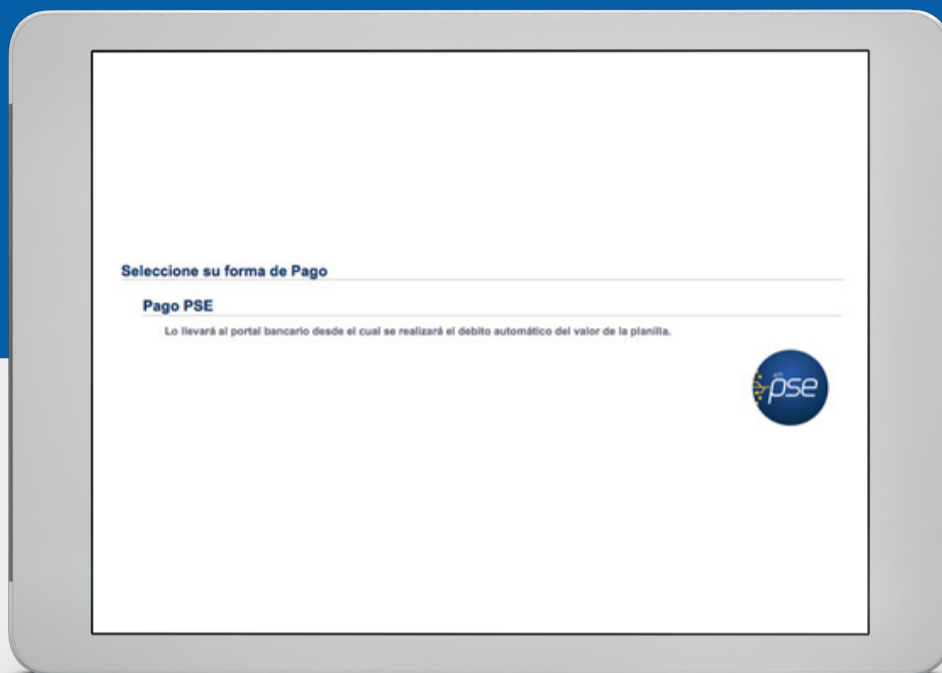 Seleccione su forma de Pago
Pago PSE
Lo llevará al portal bancario desde el cual se realizará el debito automático del valor de la planilla.
pse